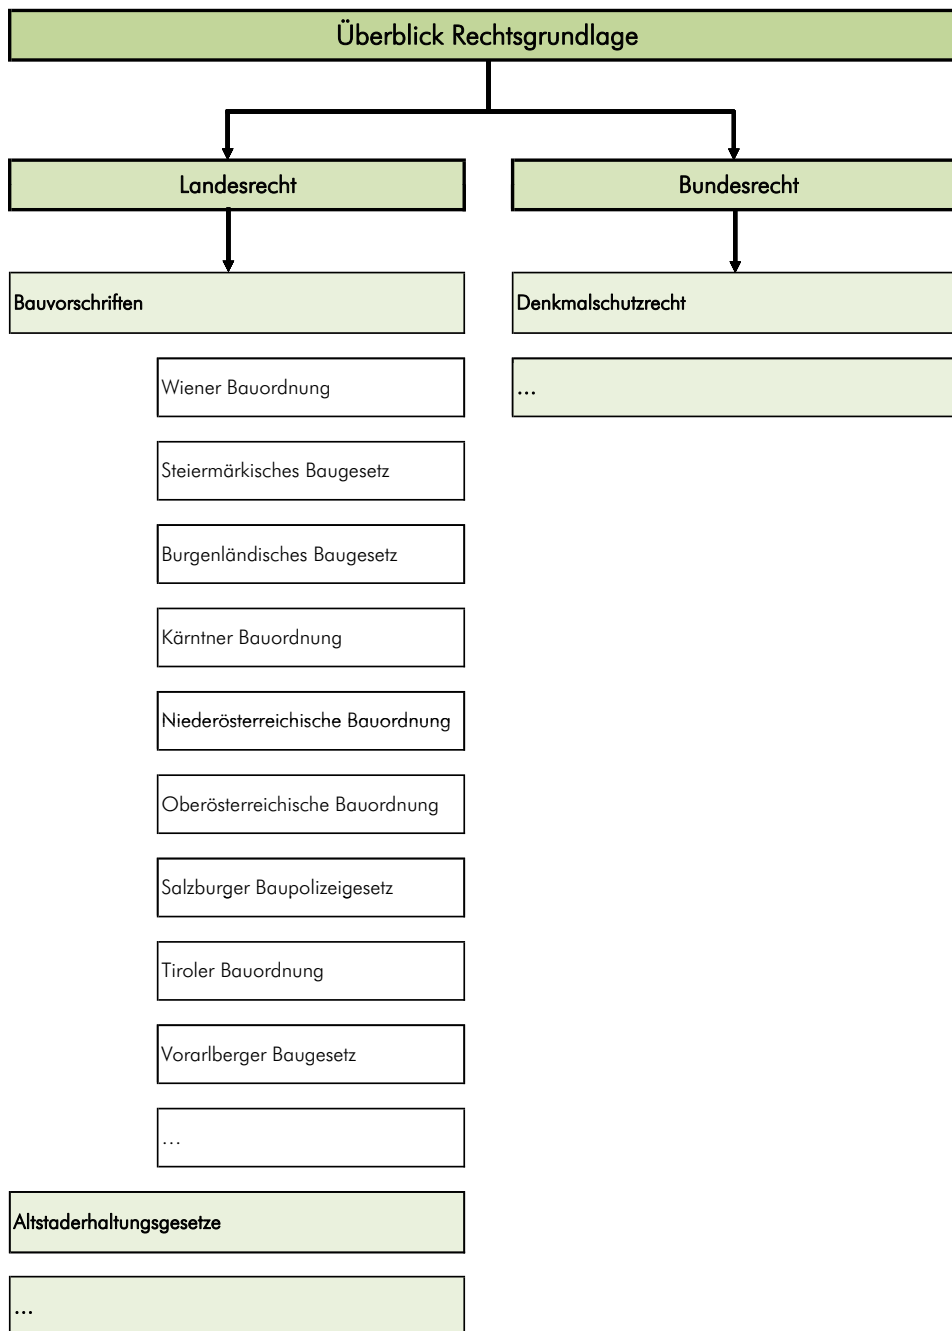 Überblick Rechtsgrundlage
Landesrecht
Bundesrecht
Bauvorschriften
Denkmalschutzrecht
Wiener Bauordnung
...
Steiermärkisches Baugesetz
Burgenländisches Baugesetz
Kärntner Bauordnung
Niederösterreichische Bauordnung
Oberösterreichische Bauordnung
Salzburger Baupolizeigesetz
Tiroler Bauordnung
Vorarlberger Baugesetz
...
Altstaderhaltungsgesetze
...